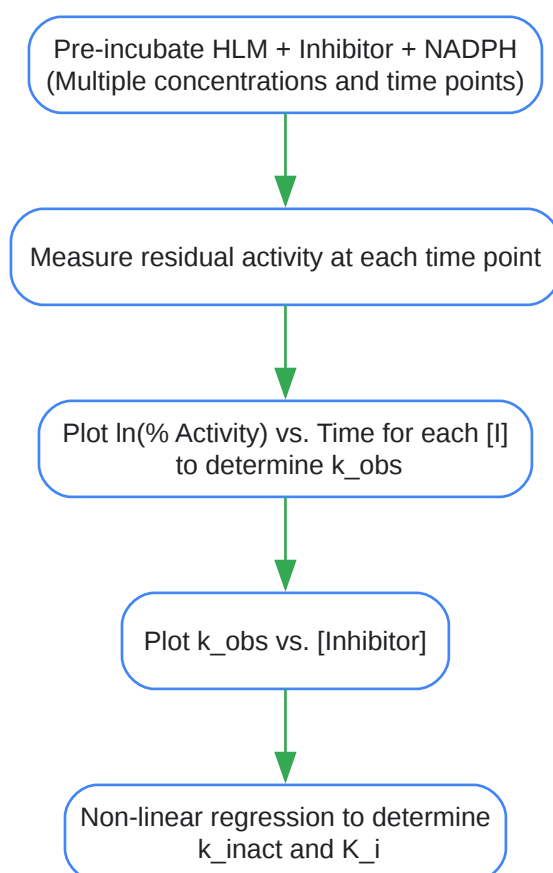 Pre-incubate HLM + Inhibitor + NADPH
(Multiple concentrations and time points)
Measure residual activity at each time point
Plot ln(% Activity) vs. Time for each [I]
to determine k_obs
Plot k_obs vs. [Inhibitor]
Non-linear regression to determine
k_inact and K_i